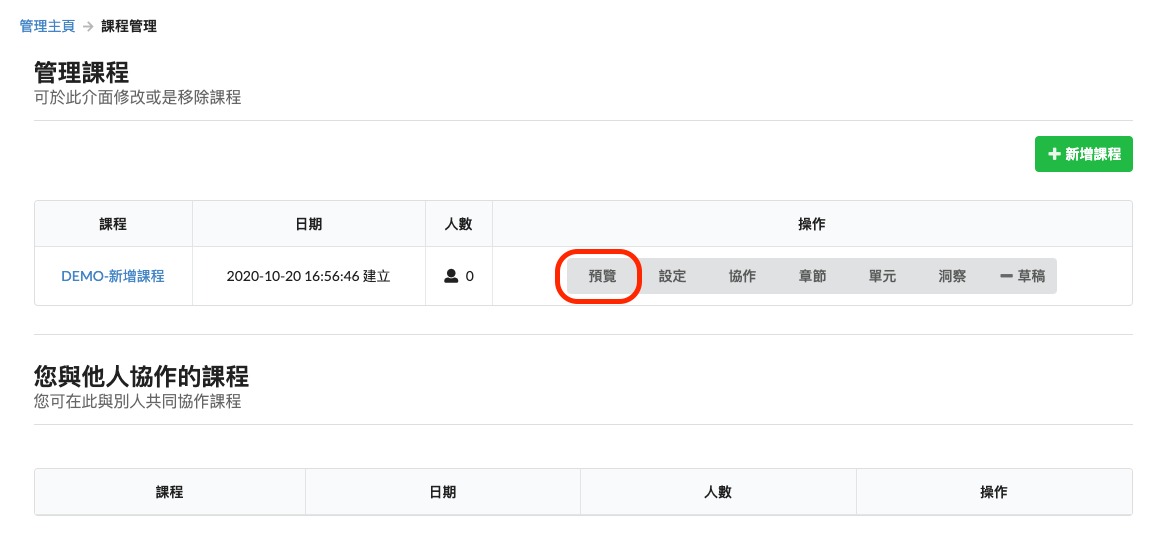 管理主頁 → 課程管理
管理課程
可於此介面修改或是移除課程
新增課程
課程 日期 人數 操作
DEMO-新增課程 2020-10-20 16:56:46 建立 0 預覽 設定 協作 章節 單元 洞察 草稿
您與他人協作的課程
您可在此與別人共同協作課程
課程 日期 人數 操作